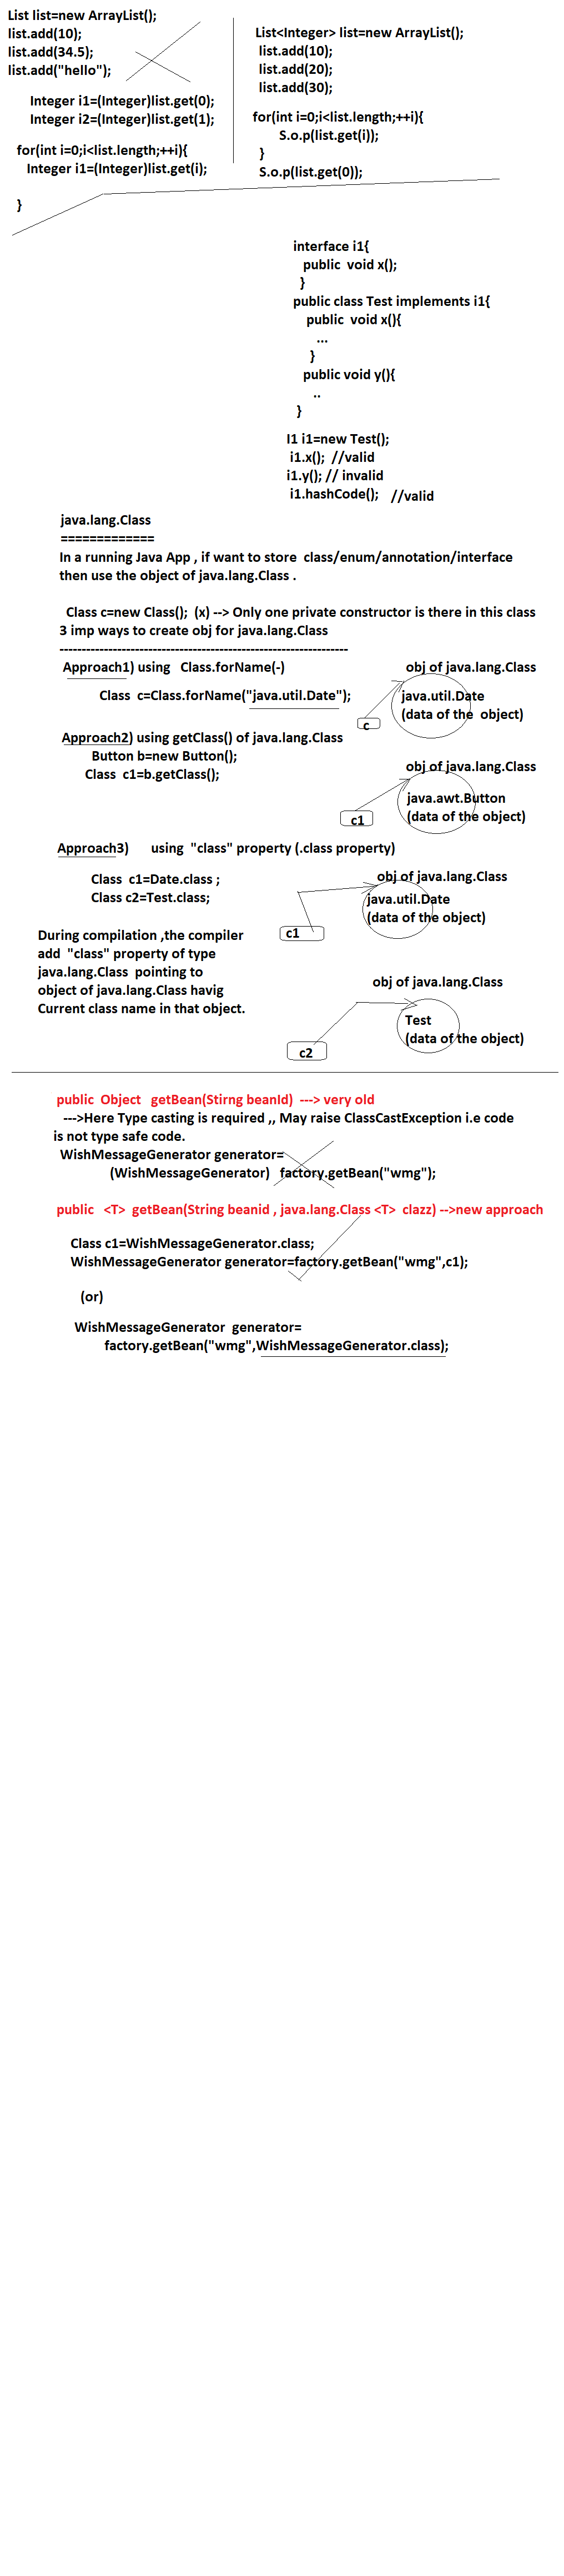 List list=new ArrayList();
list.add(10);
list.add(34.5);
list.add("hello");
Integer i1=(Integer)list.get(0);
Integer i2=(Integer)list.get(1);
for(int i=0;i<list.length;++i){
Integer i1=(Integer)list.get(i);
}
List<Integer> list=new ArrayList();
list.add(10);
list.add(20);
list.add(30);
for(int i=0;i<list.length;++i){
S.o.p(list.get(i));
}
S.o.p(list.get(0));
interface i1{
public  void x();
}
public class Test implements i1{
public  void x(){
...
}
public void y(){
..
}
I1 i1=new Test();
i1.x();  //valid
i1.y(); // invalid
i1.hashCode();   //valid
java.lang.Class
=============
In a running Java App , if want to store  class/enum/annotation/interface
then use the object of java.lang.Class .
Class c=new Class();  (x) --> Only one private constructor is there in this class
3 imp ways to create obj for java.lang.Class
-----------------------------------------------------------------
Approach1) using   Class.forName(-)
obj of java.lang.Class
Class  c=Class.forName("java.util.Date");
java.util.Date
(data of the  object)
c
Approach2) using getClass() of java.lang.Class
Button b=new Button();
Class  c1=b.getClass();
obj of java.lang.Class
java.awt.Button
(data of the object)
c1
Approach3)      using  "class" property (.class property)
Class  c1=Date.class ;
Class c2=Test.class;
obj of java.lang.Class
java.util.Date
(data of the object)
c1
During compilation ,the compiler
add  "class" property of type
java.lang.Class  pointing to
object of java.lang.Class havig
Current class name in that object.
obj of java.lang.Class
Test
(data of the object)
c2
public  Object   getBean(Stirng beanId)  ---> very old
--->Here Type casting is required ,, May raise ClassCastException i.e code
is not type safe code.
WishMessageGenerator generator=
(WishMessageGenerator)   factory.getBean("wmg");
public   <T>  getBean(String beanid , java.lang.Class <T>  clazz) -->new approach
Class c1=WishMessageGenerator.class;
WishMessageGenerator generator=factory.getBean("wmg",c1);
(or)
WishMessageGenerator  generator=
factory.getBean("wmg",WishMessageGenerator.class);